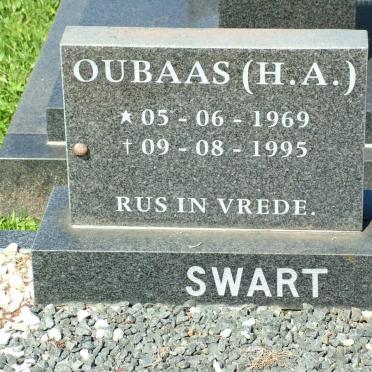 OUBAAS (H.A.)
★ 05 - 06 - 1969
† 09 - 08 - 1995
RUS IN VREDE.
SWART